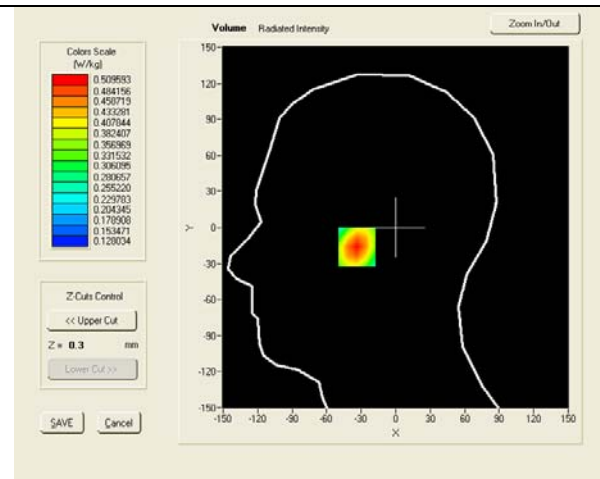 Volume Radiated Intensity
Zoom In/Out
Colors Scale
(W/kg)
0.509593
0.484156
0.458719
0.433281
0.407844
0.382407
0.356969
0.331532
0.306095
0.280657
0.255220
0.229783
0.204345
0.178908
0.153471
0.128034
Z-Cuts Control
<< Upper Cut
Z = 0.3 mm
Lower Cut >>
SAVE Cancel
150-
120-
90-
60-
30-
0-
-30-
-60-
-90-
-120-
-150-
Y
-150 -120 -90 -60 -30 0 30 60 90 120 150
X